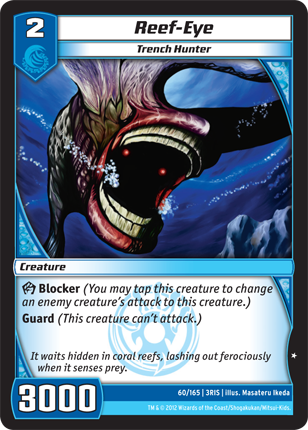 2
Reef-Eye
Trench Hunter
Creature
Blocker (You may tap this creature to change
an enemy creature's attack to this creature.)
Guard (This creature can't attack.)
It waits hidden in coral reefs, lashing out ferociously
when it senses prey.
3000
60/165 | 3RIS | illus. Masateru Ikeda
TM & © 2012 Wizards of the Coast/Shogakukan/Mitsui-Kids.